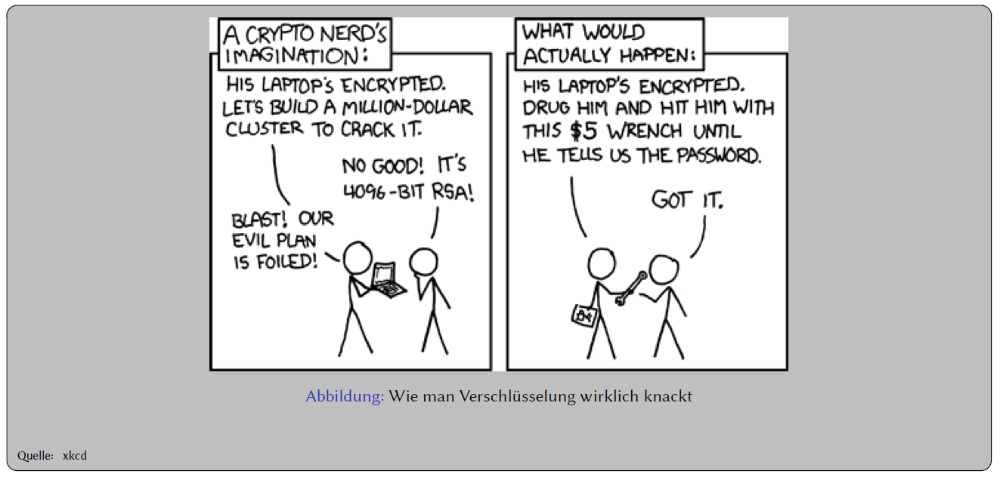 A CRYPTO NERD'S
IMAGINATION:
HIS LAPTOP'S ENCRYPTED.
LET'S BUILD A MILLION-DOLLAR
CLUSTER TO CRACK IT.
NO GOOD! IT'S
4096-BIT RSA!
BLAST! OUR
EVIL PLAN
IS FOILED!
WHAT WOULD
ACTUALLY HAPPEN:
HIS LAPTOP'S ENCRYPTED.
DRUG HIM AND HIT HIM WITH
THIS $5 WRENCH UNTIL
HE TELLS US THE PASSWORD.
GOT IT.
Abbildung: Wie man Verschlüsselung wirklich knackt
Quelle: xkcd